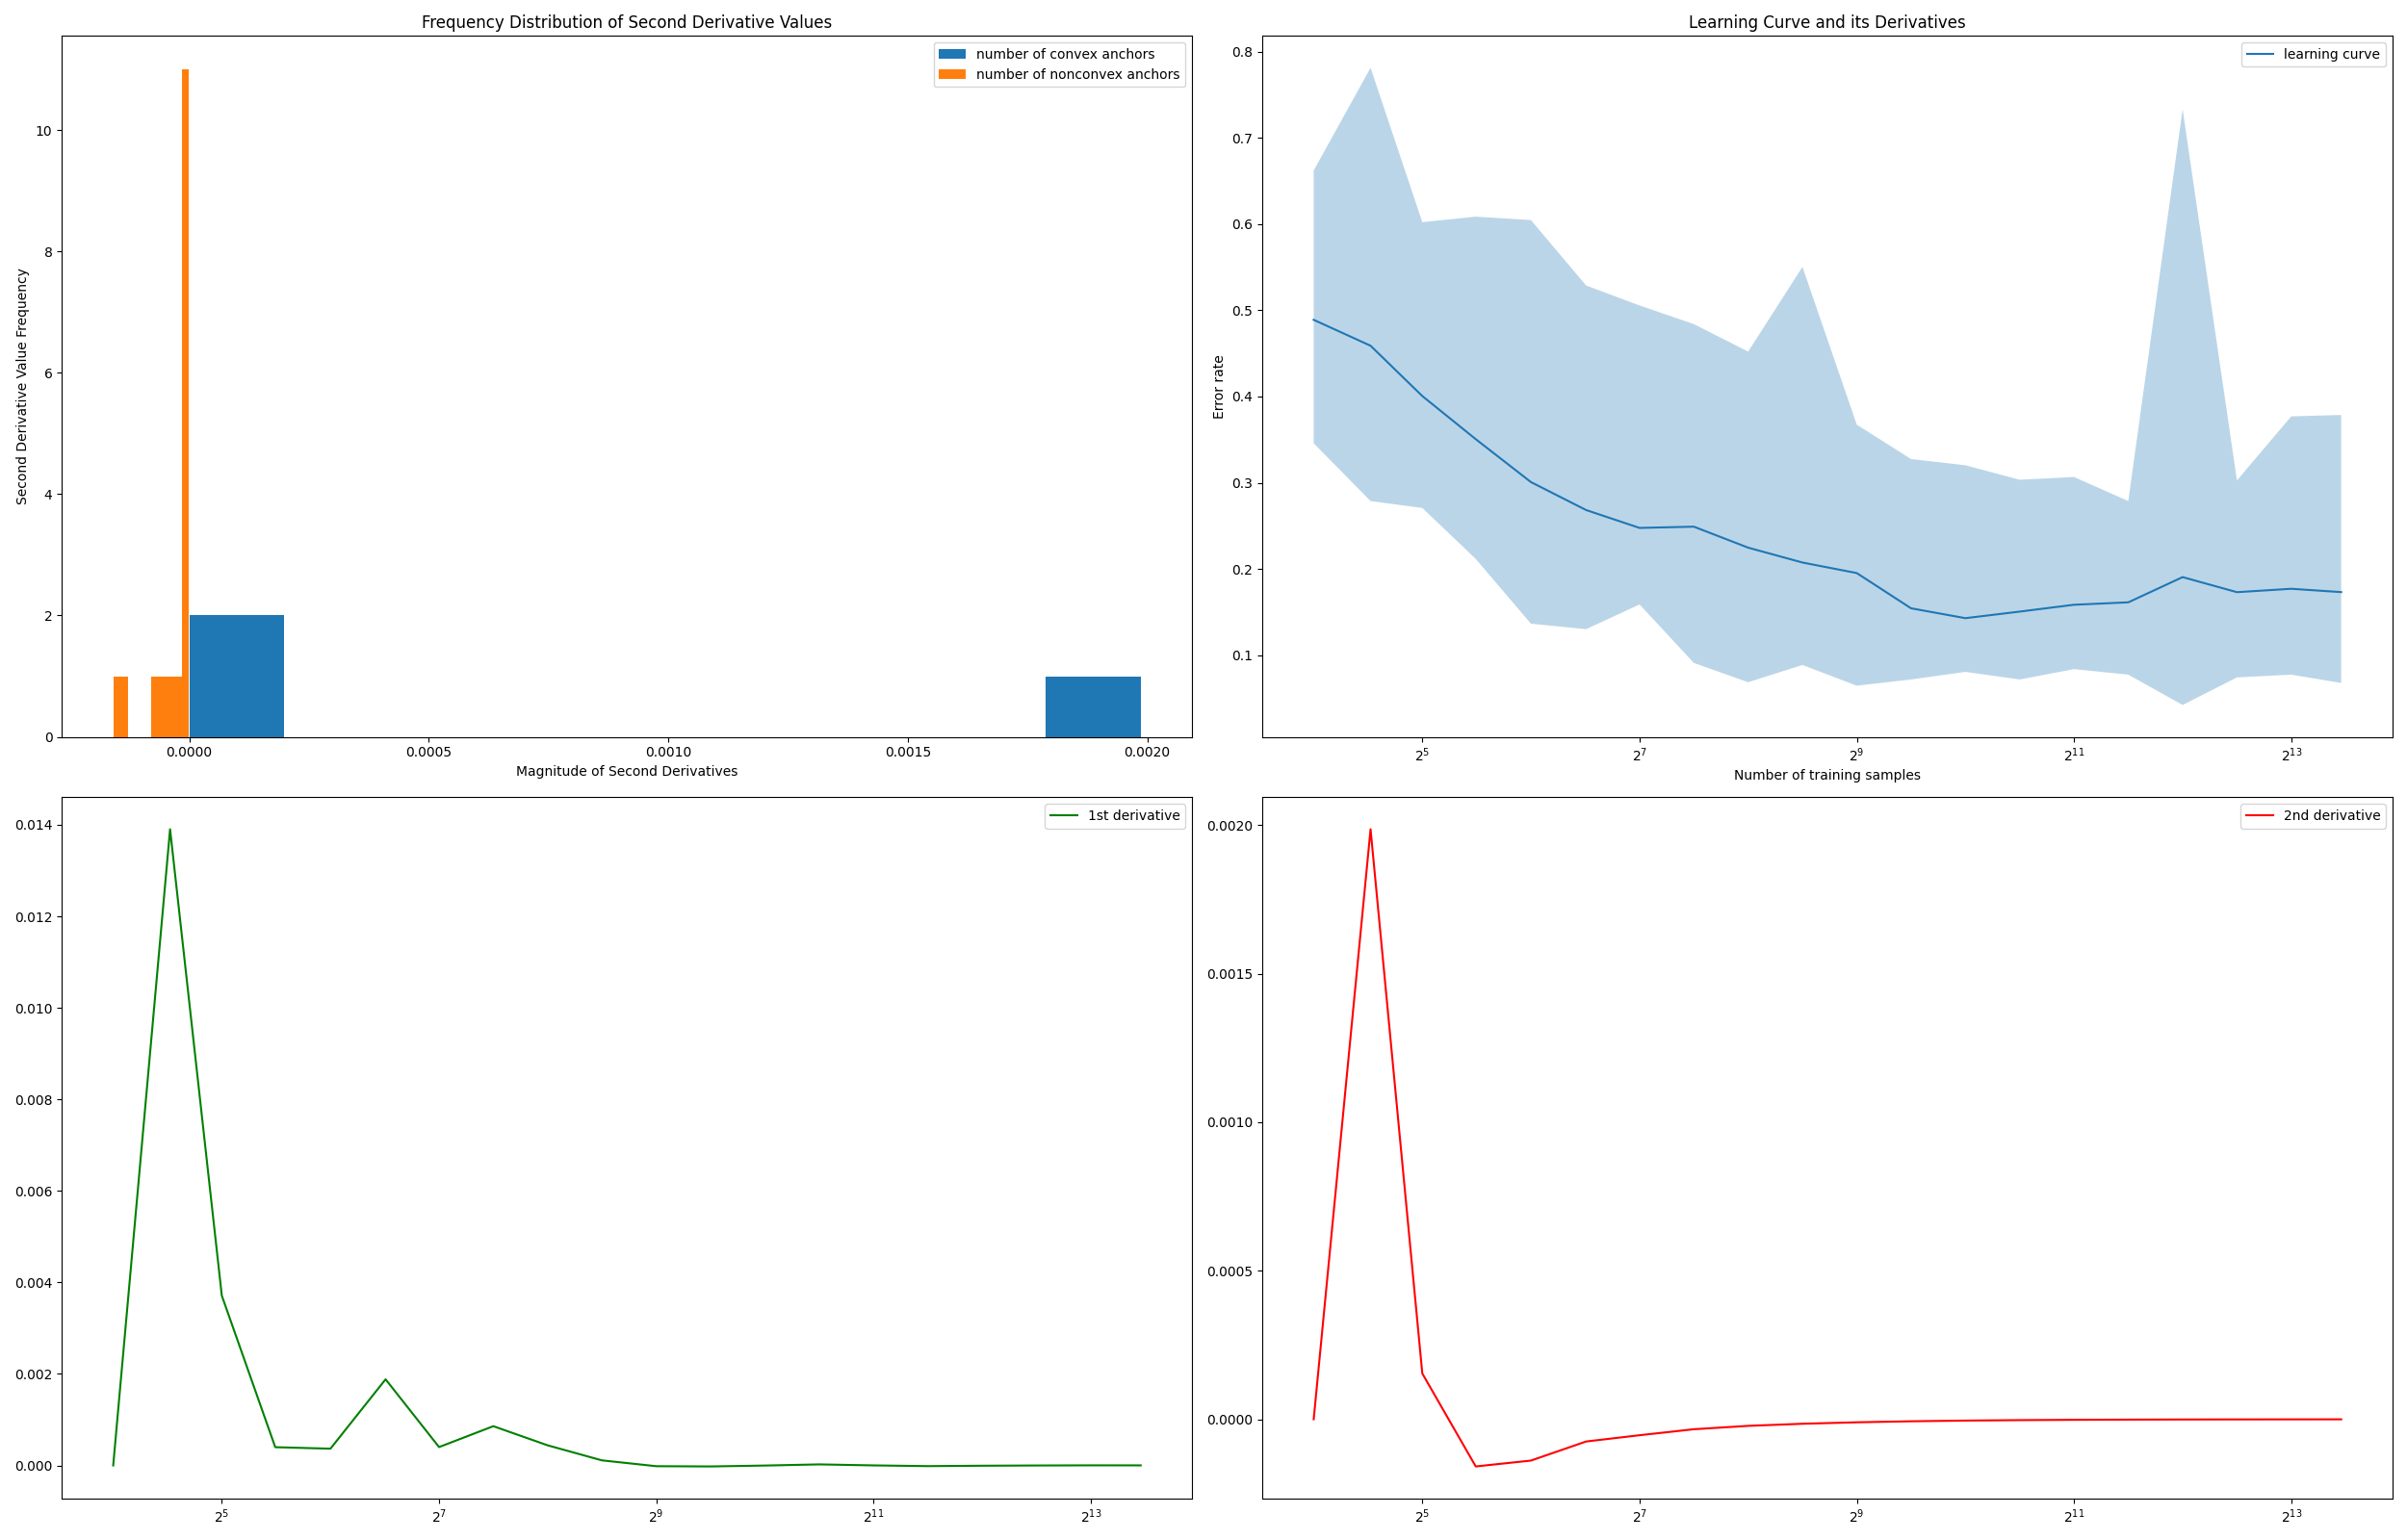 Frequency Distribution of Second Derivative Values
number of convex anchors
number of nonconvex anchors
Second Derivative Value Frequency
10
8
6
4
2
0
0.0000 0.0005 0.0010 0.0015 0.0020
Magnitude of Second Derivatives
Learning Curve and its Derivatives
learning curve
Error rate
0.8
0.7
0.6
0.5
0.4
0.3
0.2
0.1
2^5 2^7 2^9 2^11 2^13
Number of training samples
1st derivative
0.014
0.012
0.010
0.008
0.006
0.004
0.002
0.000
2^5 2^7 2^9 2^11 2^13
2nd derivative
0.0020
0.0015
0.0010
0.0005
0.0000
2^5 2^7 2^9 2^11 2^13